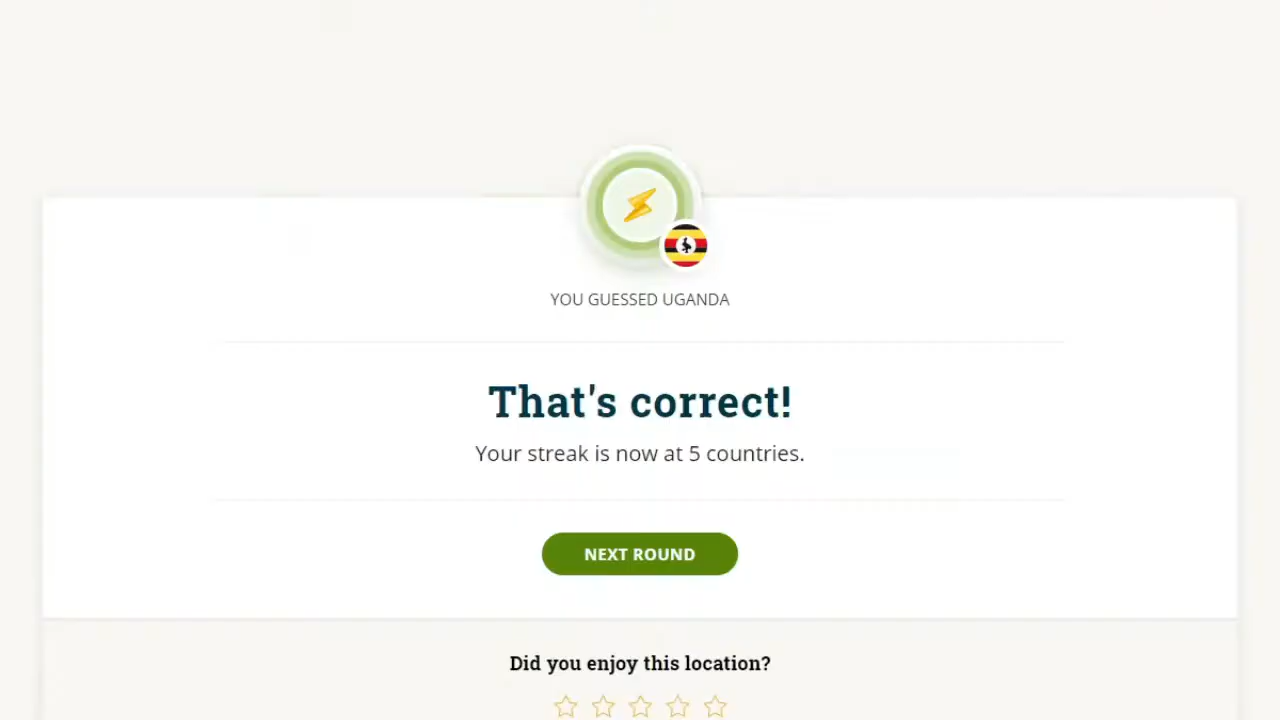 YOU GUESSED UGANDA
That's correct!
Your streak is now at 5 countries.
NEXT ROUND
Did you enjoy this location?